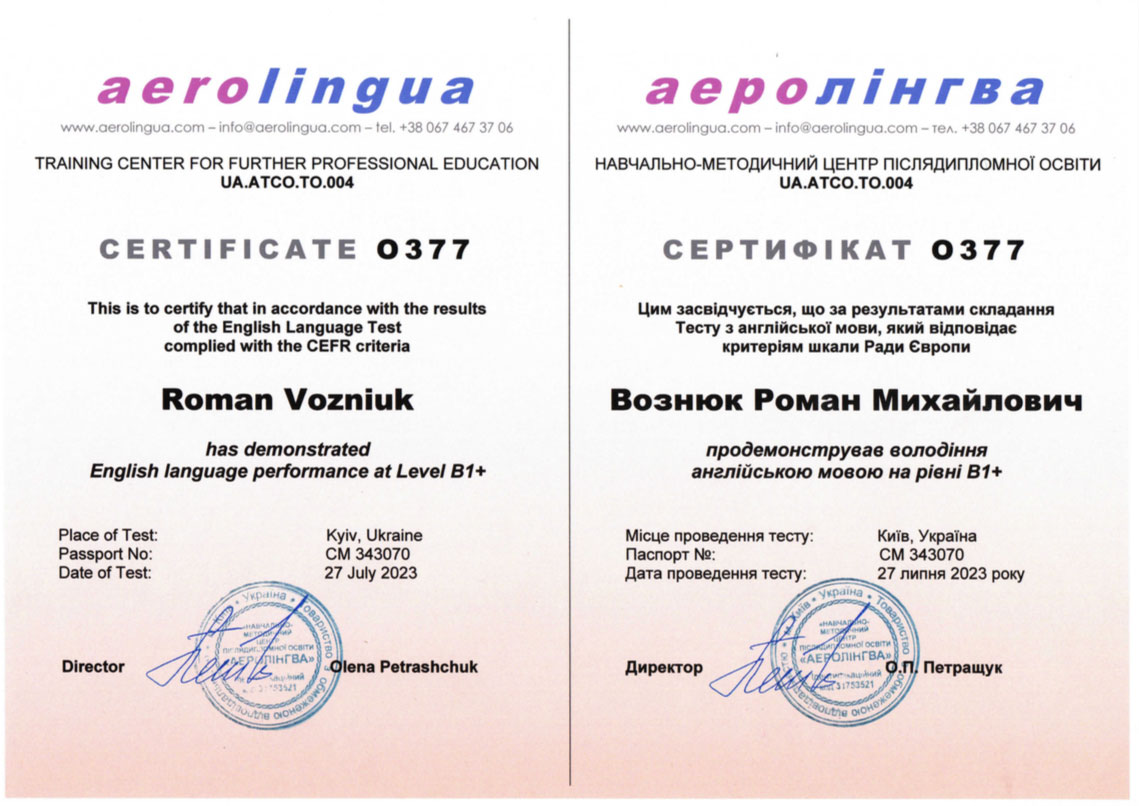 aerolingua
www.aerolingua.com – info@aerolingua.com – tel. +38 067 467 37 06
TRAINING CENTER FOR FURTHER PROFESSIONAL EDUCATION
UA.ATCO.TO.004
CERTIFICATE O377
This is to certify that in accordance with the results
of the English Language Test
complied with the CEFR criteria
Roman Vozniuk
has demonstrated
English language performance at Level B1+
Place of Test: Kyiv, Ukraine
Passport No: CM 343070
Date of Test: 27 July 2023
Director Olena Petrashchuk
Україна * Товариство з обмеженою відповідальністю
«НАВЧАЛЬНО-
МЕТОДИЧНИЙ
ЦЕНТР
ПІСЛЯДИПЛОМНОЇ ОСВІТИ
«АЕРОЛІНГВА»
31753521
аеролінгва
www.aerolingua.com – info@aerolingua.com – тел. +38 067 467 37 06
НАВЧАЛЬНО-МЕТОДИЧНИЙ ЦЕНТР ПІСЛЯДИПЛОМНОЇ ОСВІТИ
UA.ATCO.TO.004
СЕРТИФІКАТ O377
Цим засвідчується, що за результатами складання
Тесту з англійської мови, який відповідає
критеріям шкали Ради Європи
Вознюк Роман Михайлович
продемонстрував володіння
англійською мовою на рівні B1+
Місце проведення тесту: Київ, Україна
Паспорт №: СМ 343070
Дата проведення тесту: 27 липня 2023 року
Директор О.П. Петращук
Київ * Україна * Товариство з обмеженою відповідальністю
«НАВЧАЛЬНО-
МЕТОДИЧНИЙ
ЦЕНТР
ПІСЛЯДИПЛОМНОЇ ОСВІТИ
«АЕРОЛІНГВА»
31753521